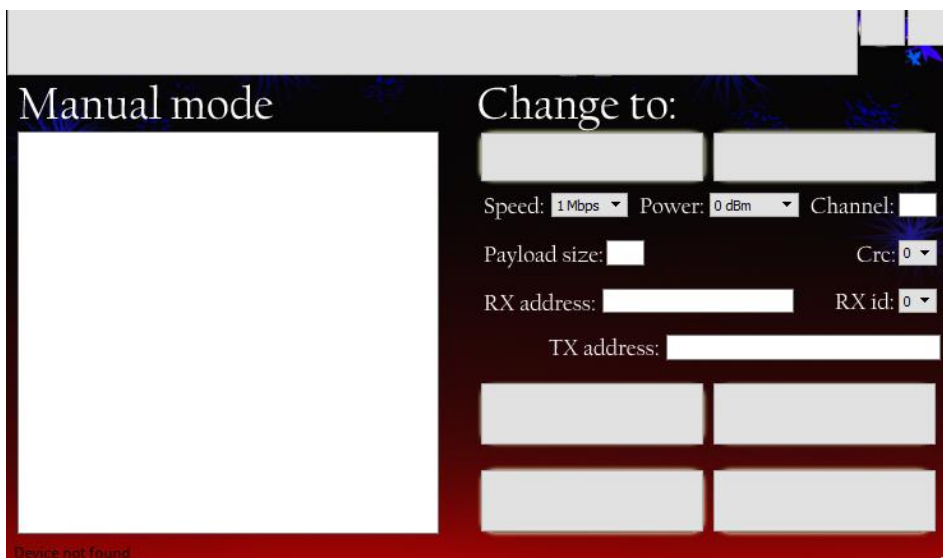 Manual mode
Change to:
Speed: 1 Mbps Power: 0 dBm Channel:
Payload size: Crc: 0
RX address: RX id: 0
TX address:
Device not found